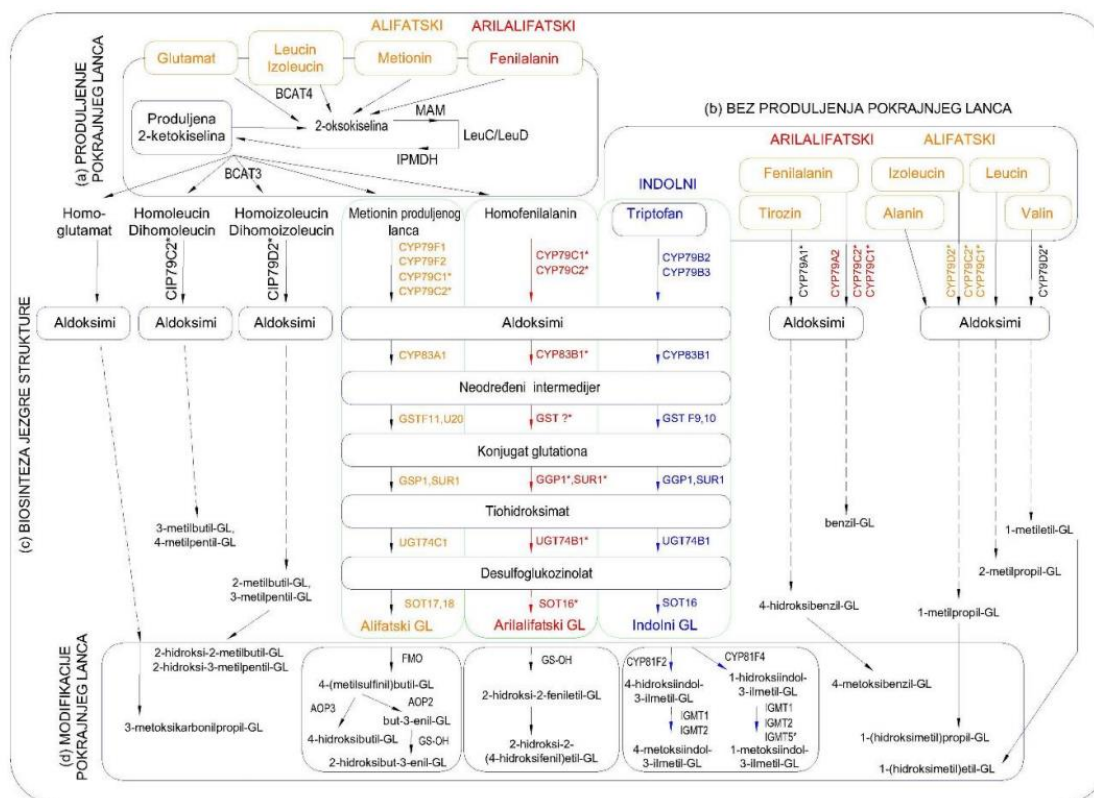 ALIFATSKI
ARILALIFATSKI
Glutamat
Leucin
Izoleucin
Metionin
Fenilalanin
(a) PRODULJENJE
POKRAJNJEG LANCA
BCAT4
Produljena
2-ketokiselina
2-oksokiselina
MAM
LeuC/LeuD
IPMDH
BCAT3
(b) BEZ PRODULJENJA POKRAJNJEG LANCA
ARILALIFATSKI
ALIFATSKI
INDOLNI
Fenilalanin
Izoleucin
Leucin
Triptofan
Tirozin
Alanin
Valin
(c) BIOSINTEZA JEZGRE STRUKTURE
Homo-
glutamat
Homoleucin
Dihomoleucin
Homoizoleucin
Dihomoizoleucin
Metionin produljenog
lanca
Homofenilalanin
CIP79C2*
CIP79D2*
CYP79F1
CYP79F2
CYP79C1*
CYP79C2*
CYP79C1*
CYP79C2*
CYP79B2
CYP79B3
CYP79A1*
CYP79A2
CYP79C2*
CYP79C1*
CYP79D2*
CYP79C2*
CYP79C1*
CYP79D2*
Aldoksimi
Aldoksimi
Aldoksimi
Aldoksimi
Aldoksimi
Aldoksimi
CYP83A1
CYP83B1*
CYP83B1
Neodređeni intermedijer
GSTF11,U20
GST ?*
GST F9,10
Konjugat glutationa
GSP1,SUR1
GGP1*,SUR1*
GGP1,SUR1
Tiohidroksimat
UGT74C1
UGT74B1*
UGT74B1
Desulfoglukozinolat
SOT17,18
SOT16*
SOT16
Alifatski GL
Arilalifatski GL
Indolni GL
3-metilbutil-GL,
4-metilpentil-GL
2-metilbutil-GL,
3-metilpentil-GL
benzil-GL
1-metiletil-GL
2-metilpropil-GL
4-hidroksibenzil-GL
1-metilpropil-GL
(d) MODIFIKACIJE
POKRAJNJEG LANCA
2-hidroksi-2-metilbutil-GL
2-hidroksi-3-metilpentil-GL
3-metoksikarbonilpropil-GL
FMO
4-(metilsulfinil)butil-GL
AOP3
AOP2
but-3-enil-GL
4-hidroksibutil-GL
GS-OH
2-hidroksibut-3-enil-GL
GS-OH
2-hidroksi-2-feniletil-GL
2-hidroksi-2-
(4-hidroksifenil)etil-GL
CYP81F2
CYP81F4
4-hidroksiindol-
3-ilmetil-GL
1-hidroksiindol-
3-ilmetil-GL
IGMT1
IGMT2
IGMT1
IGMT2
IGMT5*
4-metoksiindol-
3-ilmetil-GL
1-metoksiindol-
3-ilmetil-GL
4-metoksibenzil-GL
1-(hidrosimetil)propil-GL
1-(hidroksimetil)etil-GL